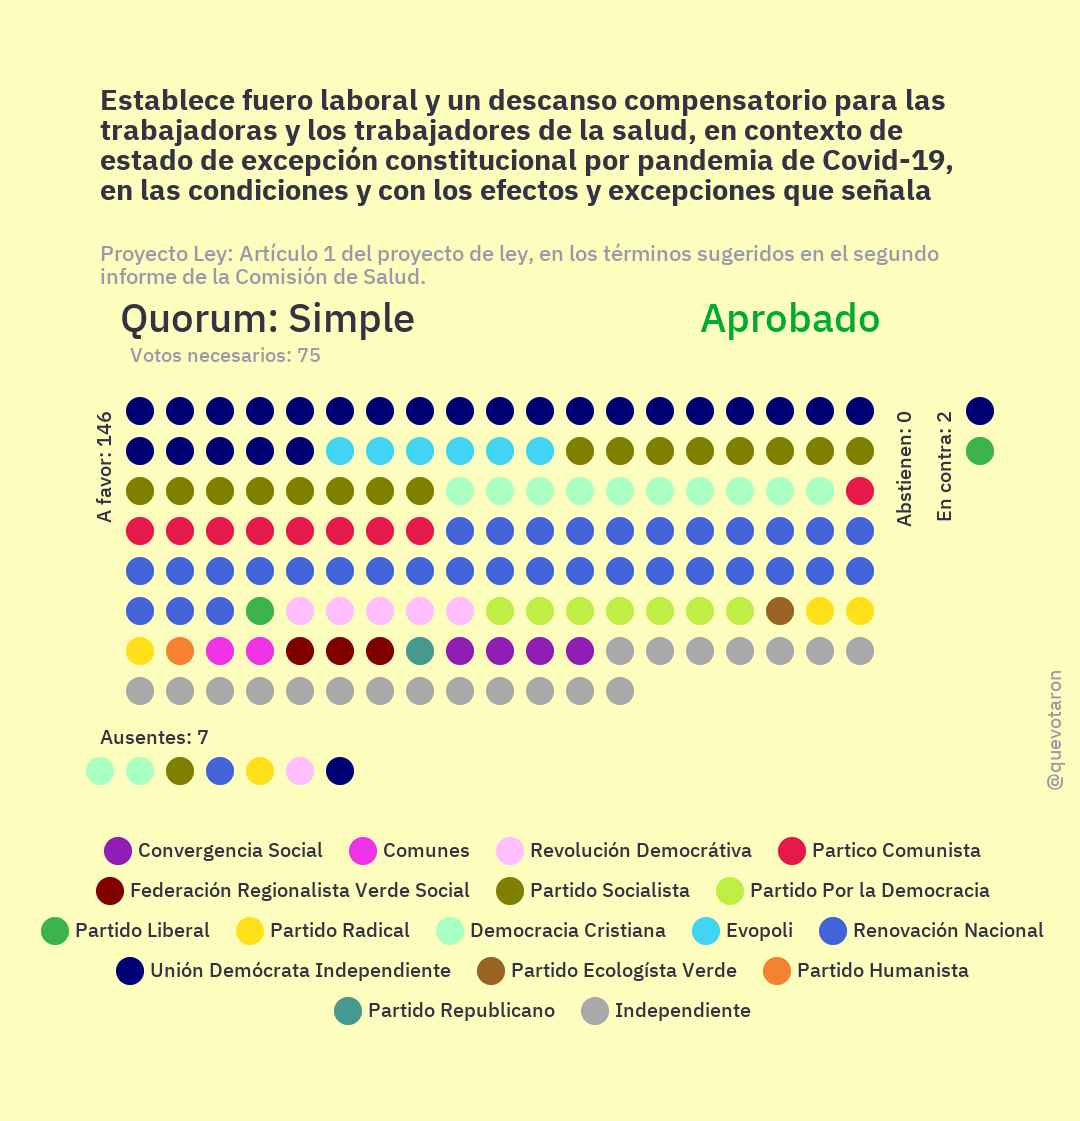 Establece fuero laboral y un descanso compensatorio para las
trabajadoras y los trabajadores de la salud, en contexto de
estado de excepción constitucional por pandemia de Covid-19,
en las condiciones y con los efectos y excepciones que señala
Proyecto Ley: Artículo 1 del proyecto de ley, en los términos sugeridos en el segundo
informe de la Comisión de Salud.
Quorum: Simple
Aprobado
Votos necesarios: 75
A favor: 146
Abstienen: 0
En contra: 2
Ausentes: 7
@quevotaron
Convergencia Social
Comunes
Revolución Democrátiva
Partico Comunista
Federación Regionalista Verde Social
Partido Socialista
Partido Por la Democracia
Partido Liberal
Partido Radical
Democracia Cristiana
Evopoli
Renovación Nacional
Unión Demócrata Independiente
Partido Ecologísta Verde
Partido Humanista
Partido Republicano
Independiente